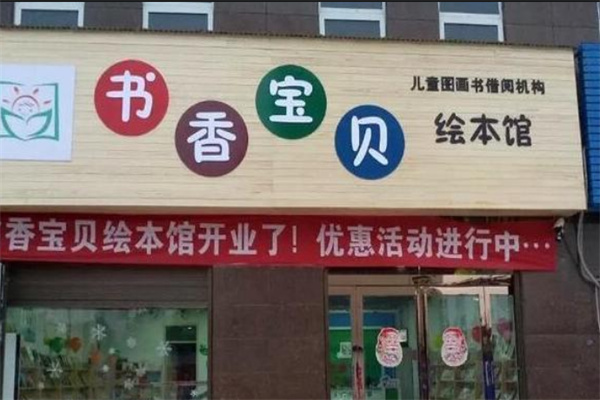 书香宝贝
儿童图画书借阅机构
绘本馆
香宝贝绘本馆开业了！优惠活动进行中…